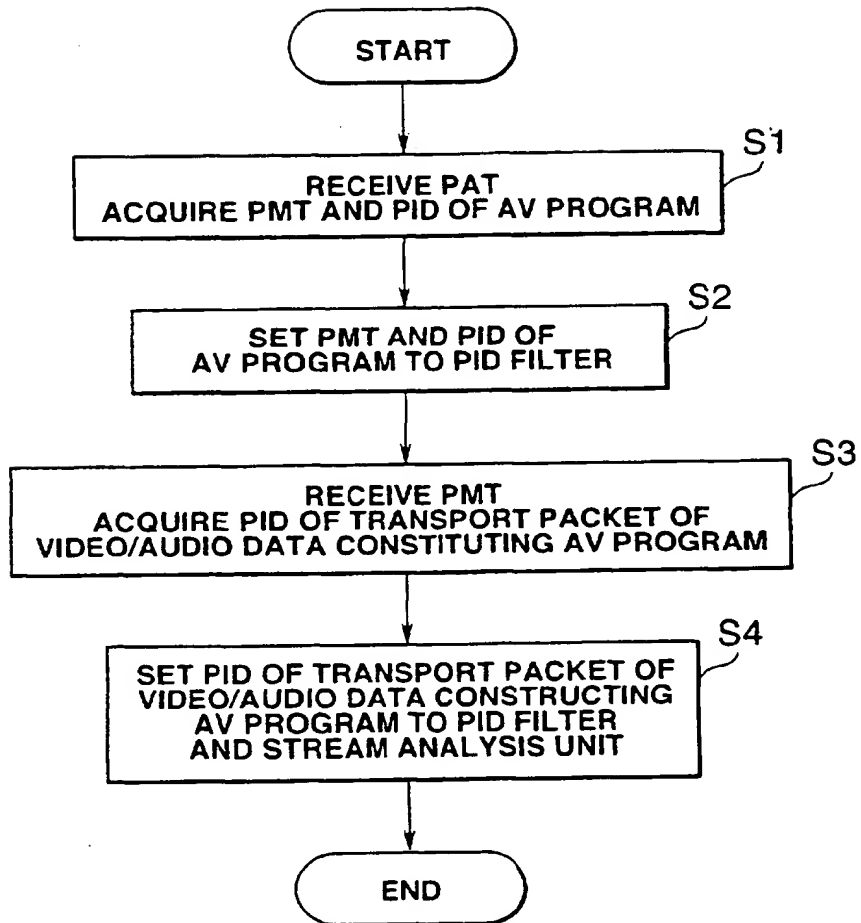 START
S1
RECEIVE PAT
ACQUIRE PMT AND PID OF AV PROGRAM
S2
SET PMT AND PID OF
AV PROGRAM TO PID FILTER
S3
RECEIVE PMT
ACQUIRE PID OF TRANSPORT PACKET OF
VIDEO/AUDIO DATA CONSTITUTING AV PROGRAM
S4
SET PID OF TRANSPORT PACKET OF
VIDEO/AUDIO DATA CONSTRUCTING
AV PROGRAM TO PID FILTER
AND STREAM ANALYSIS UNIT
END